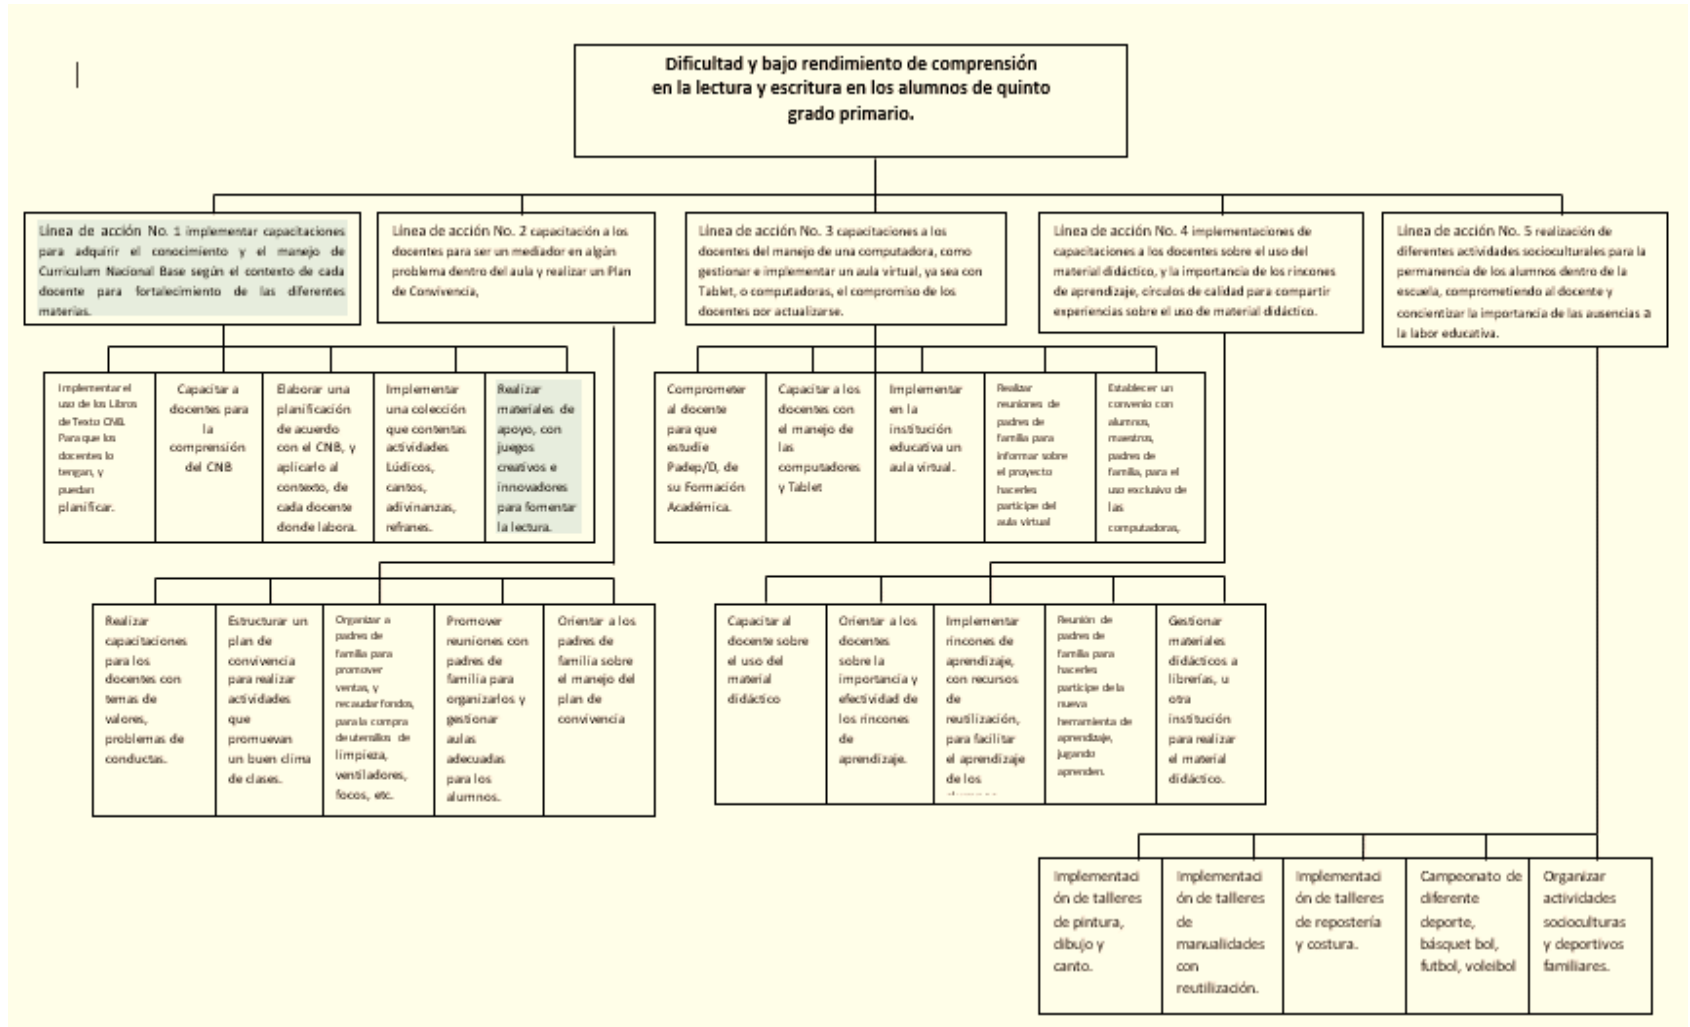 Dificultad y bajo rendimiento de comprensión
en la lectura y escritura en los alumnos de quinto
grado primario.
Línea de acción No. 1 implementar capacitaciones
para adquirir el conocimiento y el manejo de
Curriculum Nacional Base según el contexto de cada
docente para fortalecimiento de las diferentes
materias.
Línea de acción No. 2 capacitación a los
docentes para ser un mediador en algún
problema dentro del aula y realizar un Plan
de Convivencia,
Línea de acción No. 3 capacitaciones a los
docentes del manejo de una computadora, como
gestionar e implementar un aula virtual, ya sea con
Tablet, o computadoras, el compromiso de los
docentes por actualizarse.
Línea de acción No. 4 implementaciones de
capacitaciones a los docentes sobre el uso del
material didáctico, y la importancia de los rincones
de aprendizaje, círculos de calidad para compartir
experiencias sobre el uso de material didáctico.
Línea de acción No. 5 realización de
diferentes actividades socioculturales para la
permanencia de los alumnos dentro de la
escuela, comprometiendo al docente y
concientizar la importancia de las ausencias a
la labor educativa.
Implementar el
uso de los Libros
de Texto CNB.
Para que los
docentes lo
tengan, y
puedan
planificar.
Capacitar a
docentes para
la
comprensión
del CNB
Elaborar una
planificación
de acuerdo
con el CNB, y
aplicarlo al
contexto, de
cada docente
donde labora.
Implementar
una colección
que contentas
actividades
Lúdicos,
cantos,
adivinanzas,
refranes.
Realizar
materiales de
apoyo, con
juegos
creativos e
innovadores
para fomentar
la lectura.
Comprometer
al docente
para que
estudie
Padep/D, de
su Formación
Académica.
Capacitar a los
docentes con
el manejo de
las
computadores
y Tablet
Implementar
en la
institución
educativa un
aula virtual.
Realizar
reuniones de
padres de
familia para
informar sobre
el proyecto
hacerles
participe del
aula virtual
Establecer un
convenio con
alumnos,
maestros,
padres de
familia, para el
uso exclusivo de
las
computadoras,
Realizar
capacitaciones
para los
docentes con
temas de
valores,
problemas de
conductas.
Estructurar un
plan de
convivencia
para realizar
actividades
que
promuevan
un buen clima
de clases.
Organizar a
padres de
familia para
promover
ventas, y
recaudar fondos,
para la compra
de utensilios de
limpieza,
ventiladores,
focos, etc.
Promover
reuniones con
padres de
familia para
organizarlos y
gestionar
aulas
adecuadas
para los
alumnos.
Orientar a los
padres de
familia sobre
el manejo del
plan de
convivencia
Capacitar al
docente sobre
el uso del
material
didáctico
Orientar a los
docentes
sobre la
importancia y
efectividad de
los rincones
de
aprendizaje.
Implementar
rincones de
aprendizaje,
con recursos
de
reutilización,
para facilitar
el aprendizaje
de los
Reunión de
padres de
familia para
hacerles
participe de la
nueva
herramienta de
aprendizaje,
jugando
aprenden.
Gestionar
materiales
didácticos a
librerías, u
otra
institución
para realizar
el material
didáctico.
Implementaci
ón de talleres
de pintura,
dibujo y
canto.
Implementaci
ón de talleres
de
manualidades
con
reutilización.
Implementaci
ón de talleres
de repostería
y costura.
Campeonato de
diferente
deporte,
básquet bol,
futbol, voleibol
Organizar
actividades
socioculturas
y deportivos
familiares.